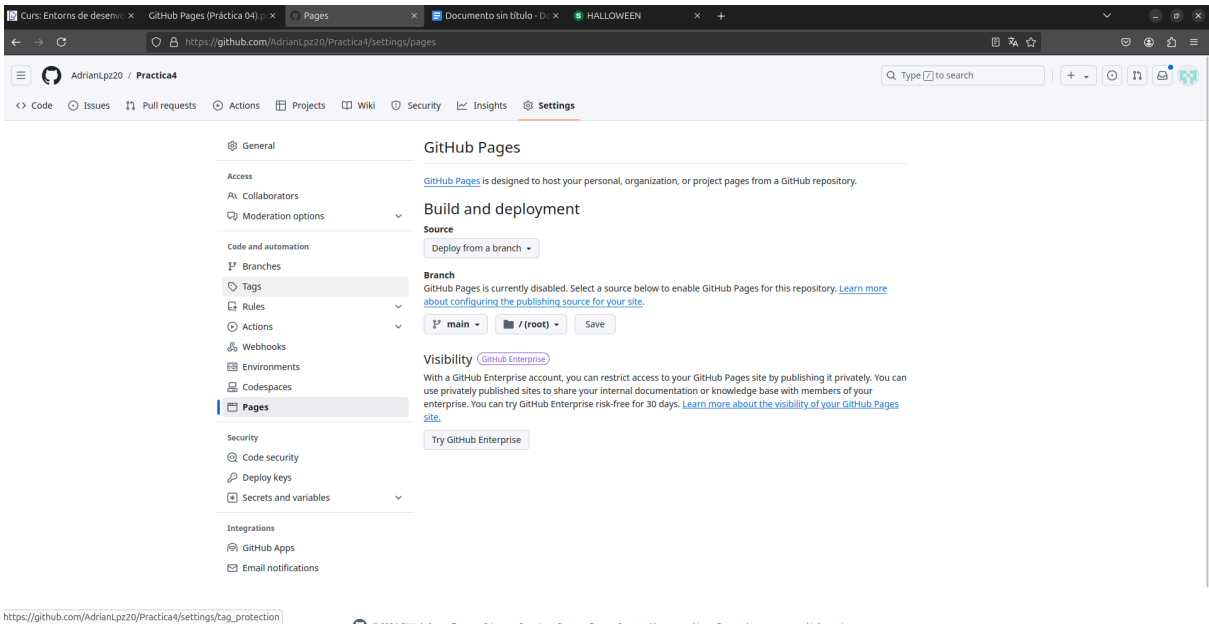 Curs: Entorns de desenvo
GitHub Pages (Práctica 04).p
Pages
Documento sin título - Do
HALLOWEEN
https://github.com/AdrianLpz20/Practica4/settings/pages
AdrianLpz20 / Practica4
Type / to search
Code
Issues
Pull requests
Actions
Projects
Wiki
Security
Insights
Settings
General
Access
Collaborators
Moderation options
Code and automation
Branches
Tags
Rules
Actions
Webhooks
Environments
Codespaces
Pages
Security
Code security
Deploy keys
Secrets and variables
Integrations
GitHub Apps
Email notifications
GitHub Pages
GitHub Pages is designed to host your personal, organization, or project pages from a GitHub repository.
Build and deployment
Source
Deploy from a branch
Branch
GitHub Pages is currently disabled. Select a source below to enable GitHub Pages for this repository. Learn more
about configuring the publishing source for your site.
main
/ (root)
Save
Visibility GitHub Enterprise
With a GitHub Enterprise account, you can restrict access to your GitHub Pages site by publishing it privately. You can
use privately published sites to share your internal documentation or knowledge base with members of your
enterprise. You can try GitHub Enterprise risk-free for 30 days. Learn more about the visibility of your GitHub Pages
site.
Try GitHub Enterprise
https://github.com/AdrianLpz20/Practica4/settings/tag_protection